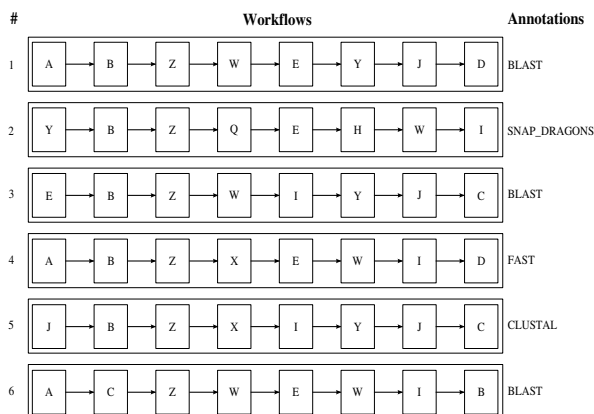 # Workflows Annotations
1 A B Z W E Y J D BLAST
2 Y B Z Q E H W I SNAP_DRAGONS
3 E B Z W I Y J C BLAST
4 A B Z X E W I D FAST
5 J B Z X I Y J C CLUSTAL
6 A C Z W E W I B BLAST